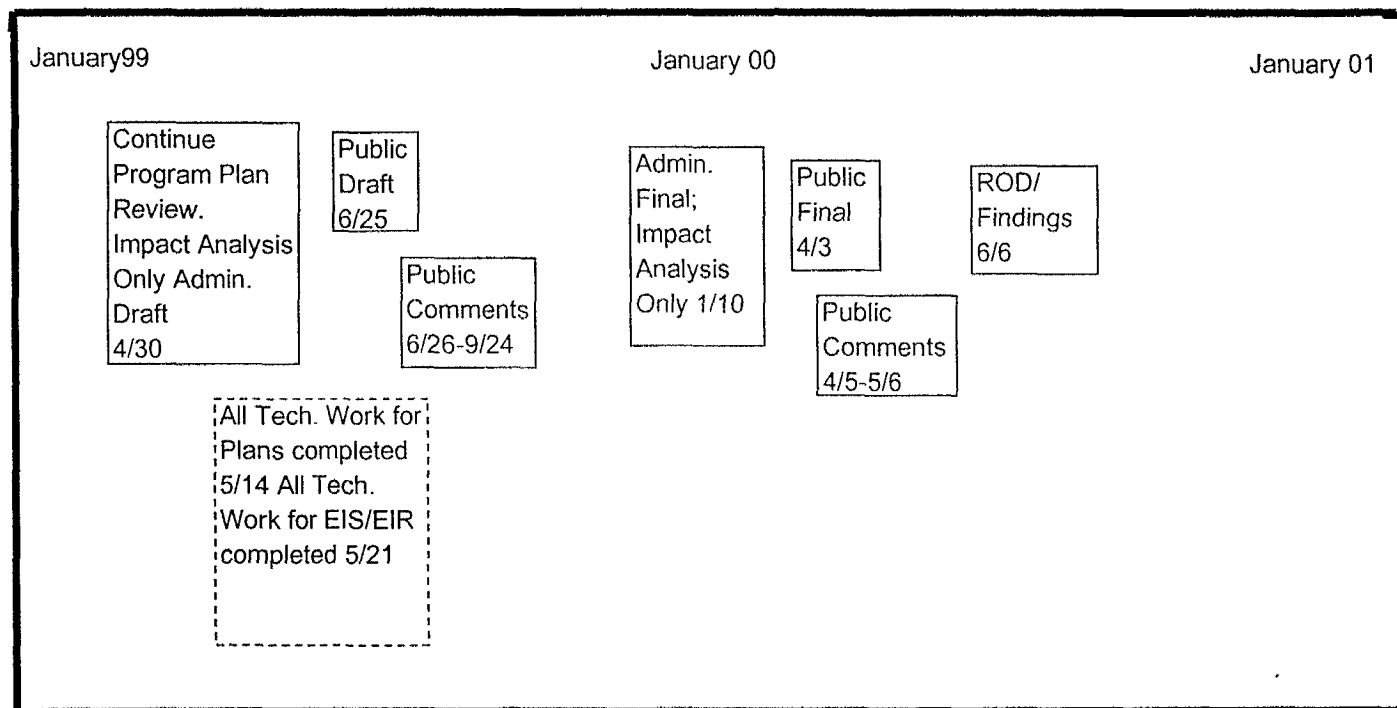 January99
January 00
January 01
Continue
Program Plan
Review.
Impact Analysis
Only Admin.
Draft
4/30
Public
Draft
6/25
Public
Comments
6/26-9/24
All Tech. Work for
Plans completed
5/14 All Tech.
Work for EIS/EIR
completed 5/21
Admin.
Final;
Impact
Analysis
Only 1/10
Public
Final
4/3
Public
Comments
4/5-5/6
ROD/
Findings
6/6